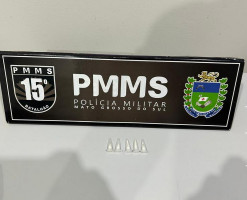 PMMS
15º
BATALHÃO
PMMS
POLÍCIA MILITAR
MATO GROSSO DO SUL